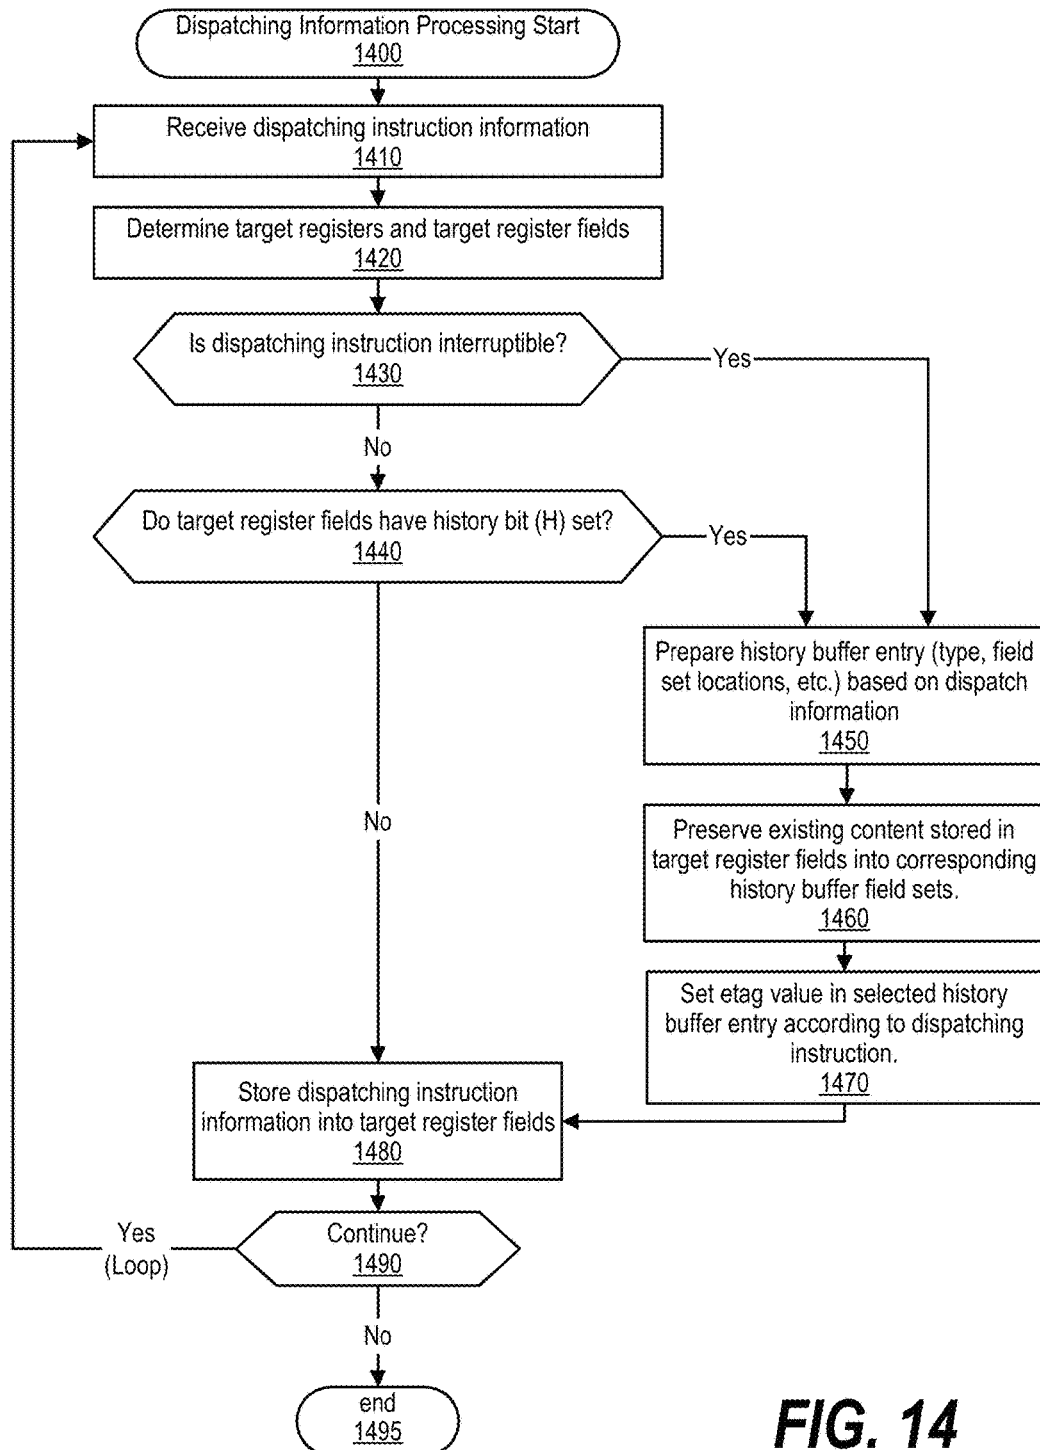 Dispatching Information Processing Start
1400
Receive dispatching instruction information
1410
Determine target registers and target register fields
1420
Is dispatching instruction interruptible?
1430
Yes
No
Do target register fields have history bit (H) set?
1440
Yes
Prepare history buffer entry (type, field
set locations, etc.) based on dispatch
information
1450
No
Preserve existing content stored in
target register fields into corresponding
history buffer field sets.
1460
Set etag value in selected history
buffer entry according to dispatching
instruction.
1470
Store dispatching instruction
information into target register fields
1480
Yes
(Loop)
Continue?
1490
No
end
1495
FIG. 14